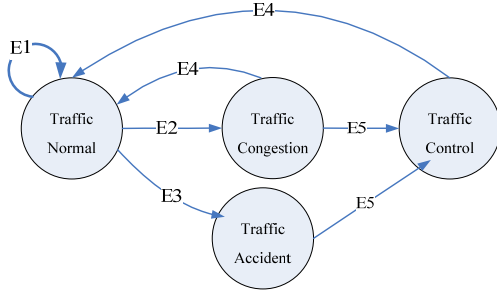 E4
E1
E4
Traffic
Normal
E2
Traffic
Congestion
E5
Traffic
Control
E3
E5
Traffic
Accident